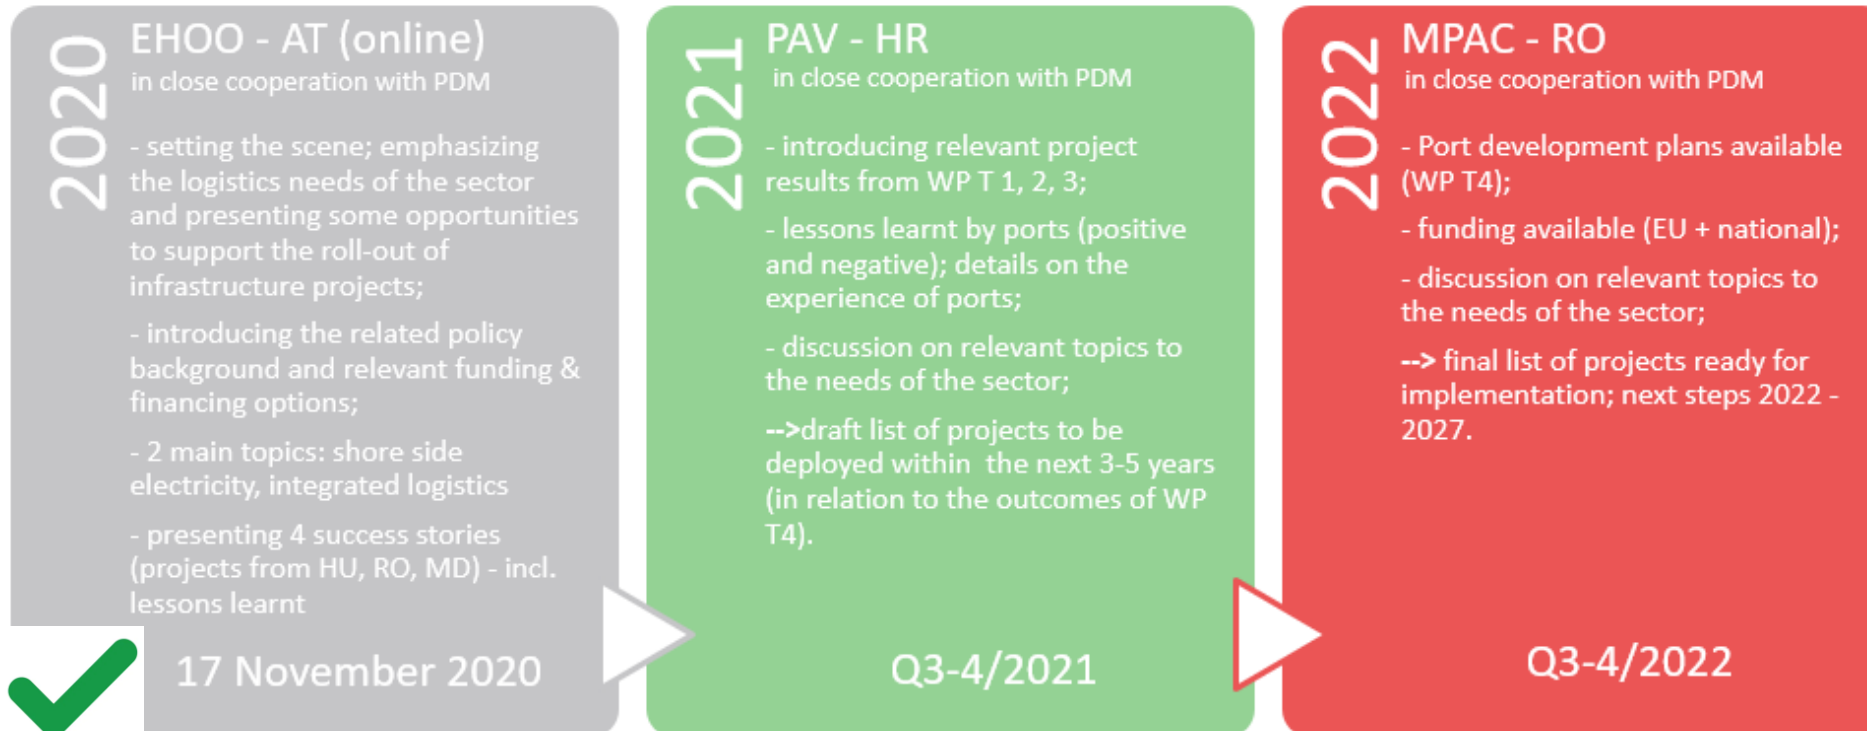 2020
EHOO - AT (online)
in close cooperation with PDM
- setting the scene; emphasizing
the logistics needs of the sector
and presenting some opportunities
to support the roll-out of
infrastructure projects;
- introducing the related policy
background and relevant funding &
financing options;
- 2 main topics: shore side
electricity, integrated logistics
- presenting 4 success stories
(projects from HU, RO, MD) - incl.
lessons learnt
17 November 2020
2021
PAV - HR
in close cooperation with PDM
- introducing relevant project
results from WP T 1, 2, 3;
- lessons learnt by ports (positive
and negative); details on the
experience of ports;
- discussion on relevant topics to
the needs of the sector;
-->draft list of projects to be
deployed within  the next 3-5 years
(in relation to the outcomes of WP
T4).
Q3-4/2021
2022
MPAC - RO
in close cooperation with PDM
- Port development plans available
(WP T4);
- funding available (EU + national);
- discussion on relevant topics to
the needs of the sector;
--> final list of projects ready for
implementation; next steps 2022 -
2027.
Q3-4/2022